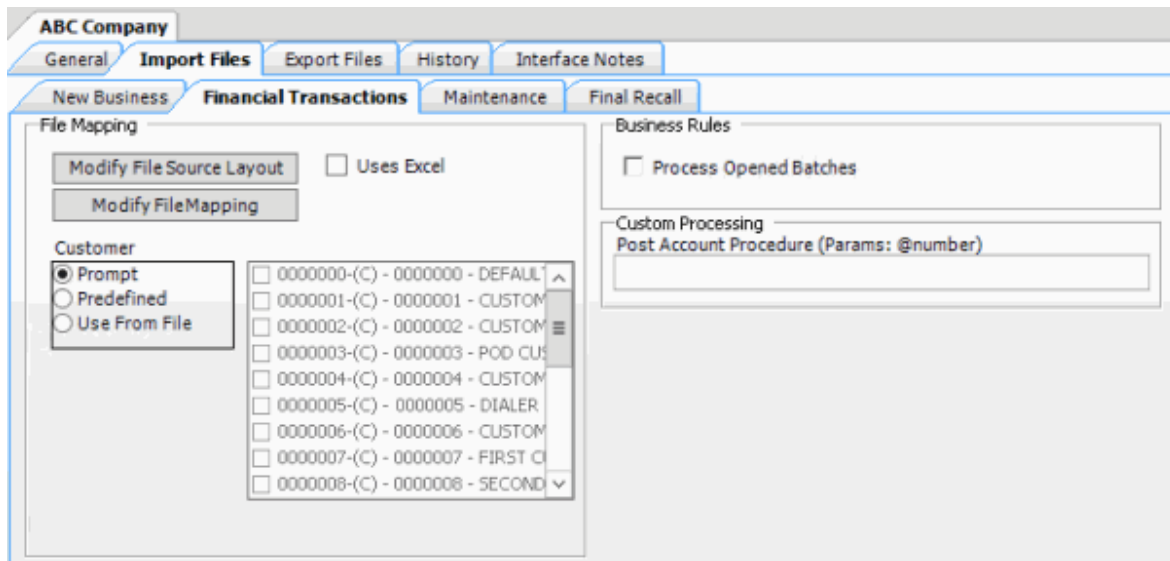 ABC Company
General Import Files Export Files History Interface Notes
New Business Financial Transactions Maintenance Final Recall
File Mapping
Modify File Source Layout Uses Excel
Modify FileMapping
Customer
Prompt
Predefined
Use From File
0000000-(C) - 0000000 - DEFAUL
0000001-(C) - 0000001 - CUSTOM
0000002-(C) - 0000002 - CUSTOM
0000003-(C) - 0000003 - POD CUS
0000004-(C) - 0000004 - CUSTOM
0000005-(C) - 0000005 - DIALER
0000006-(C) - 0000006 - CUSTOM
0000007-(C) - 0000007 - FIRST CU
0000008-(C) - 0000008 - SECOND
Business Rules
Process Opened Batches
Custom Processing
Post Account Procedure (Params: @number)